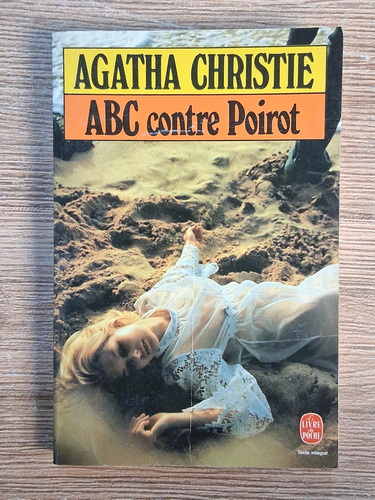 AGATHA CHRISTIE
ABC contre Poirot
Le
LIVRE
de
POCHE
Texte intégral